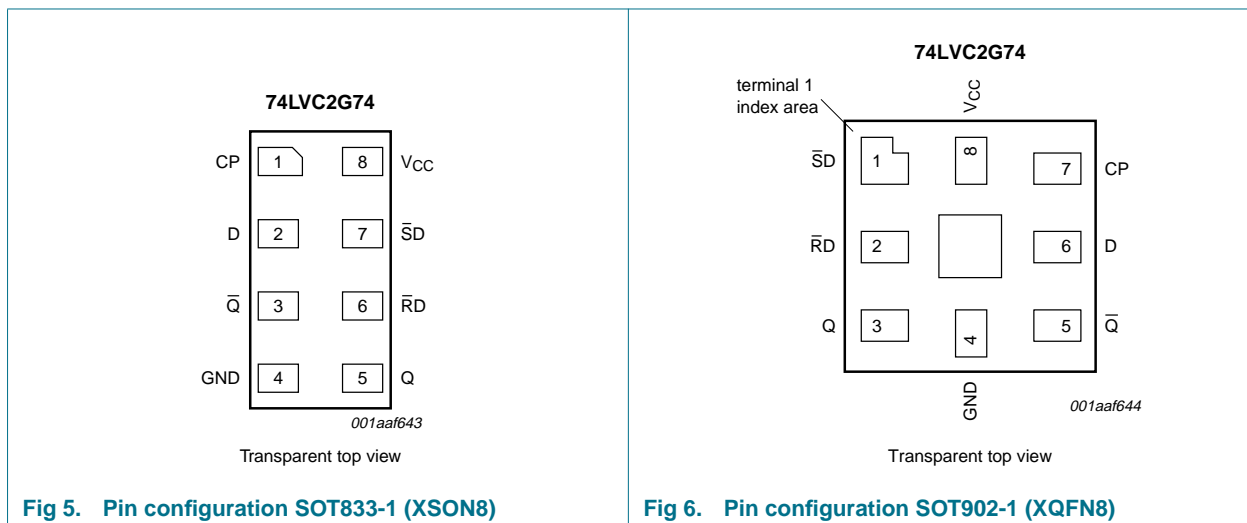 74LVC2G74
CP 1 8 VCC
D 2 7 S̅D
Q̅ 3 6 R̅D
GND 4 5 Q
001aaf643
Transparent top view
Fig 5. Pin configuration SOT833-1 (XSON8)
74LVC2G74
terminal 1
index area
VCC
S̅D 1 8 7 CP
R̅D 2 6 D
Q 3 4 5 Q̅
GND
001aaf644
Transparent top view
Fig 6. Pin configuration SOT902-1 (XQFN8)